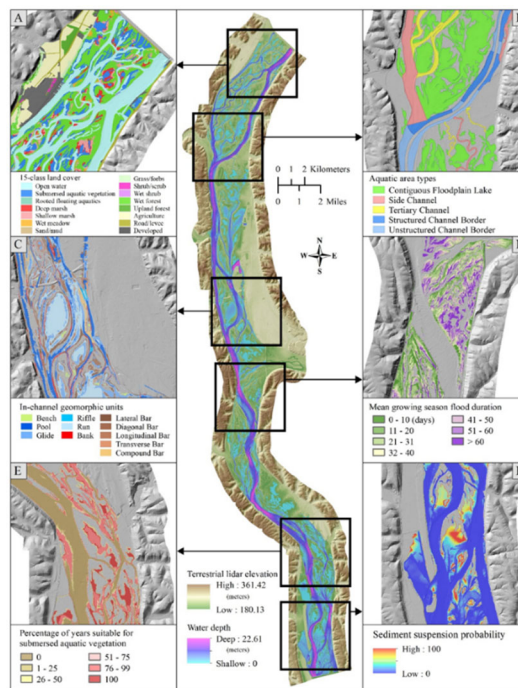 A
15-class land cover
Open water
Submersed aquatic vegetation
Rooted floating aquatics
Deep marsh
Shallow marsh
Wet meadow
Sand/mud
Grass/forbs
Shrub/scrub
Wet shrub
Wet forest
Upland forest
Agriculture
Road/levee
Developed
0 1 2 Kilometers
0 1 2 Miles
N
W E
S
Aquatic area types
Contiguous Floodplain Lake
Side Channel
Tertiary Channel
Structured Channel Border
Unstructured Channel Border
C
In-channel geomorphic units
Bench
Pool
Glide
Riffle
Run
Bank
Lateral Bar
Diagonal Bar
Longitudinal Bar
Transverse Bar
Compound Bar
Mean growing season flood duration
0 - 10 (days)
11 - 20
21 - 31
32 - 40
41 - 50
51 - 60
> 60
E
Percentage of years suitable for
submersed aquatic vegetation
0
1 - 25
26 - 50
51 - 75
76 - 99
100
Terrestrial lidar elevation
High : 361.42
(meters)
Low : 180.13
Water depth
Deep : 22.61
(meters)
Shallow : 0
Sediment suspension probability
High : 100
Low : 0